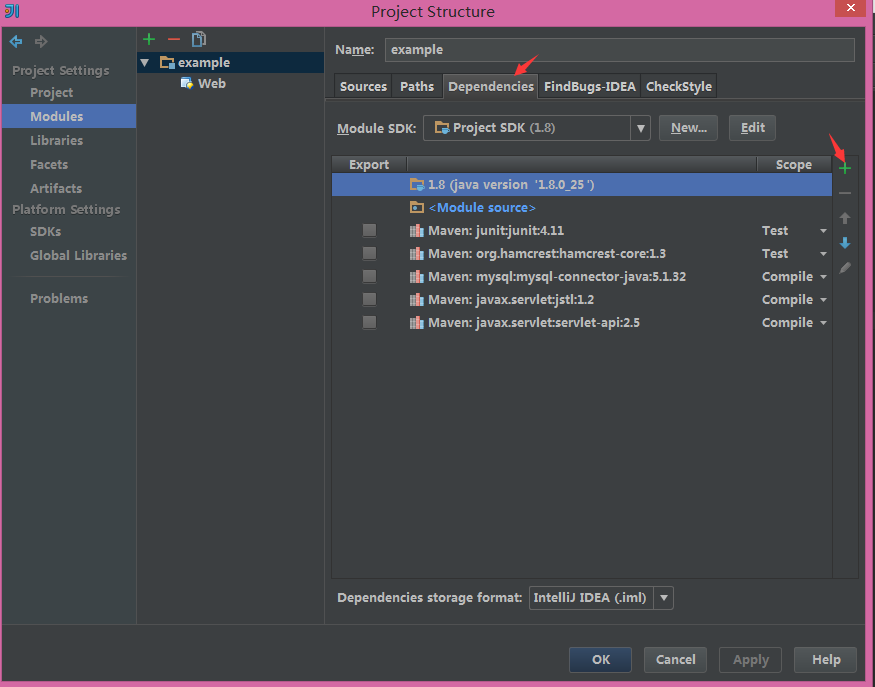 Project Structure
Project Settings
Project
Modules
Libraries
Facets
Artifacts
Platform Settings
SDKs
Global Libraries
Problems
example
Web
Name: example
Sources Paths Dependencies FindBugs-IDEA CheckStyle
Module SDK: Project SDK (1.8) New... Edit
Export Scope
1.8 (java version '1.8.0_25')
<Module source>
Maven: junit:junit:4.11 Test
Maven: org.hamcrest:hamcrest-core:1.3 Test
Maven: mysql:mysql-connector-java:5.1.32 Compile
Maven: javax.servlet:jstl:1.2 Compile
Maven: javax.servlet:servlet-api:2.5 Compile
Dependencies storage format: IntelliJ IDEA (.iml)
OK Cancel Apply Help